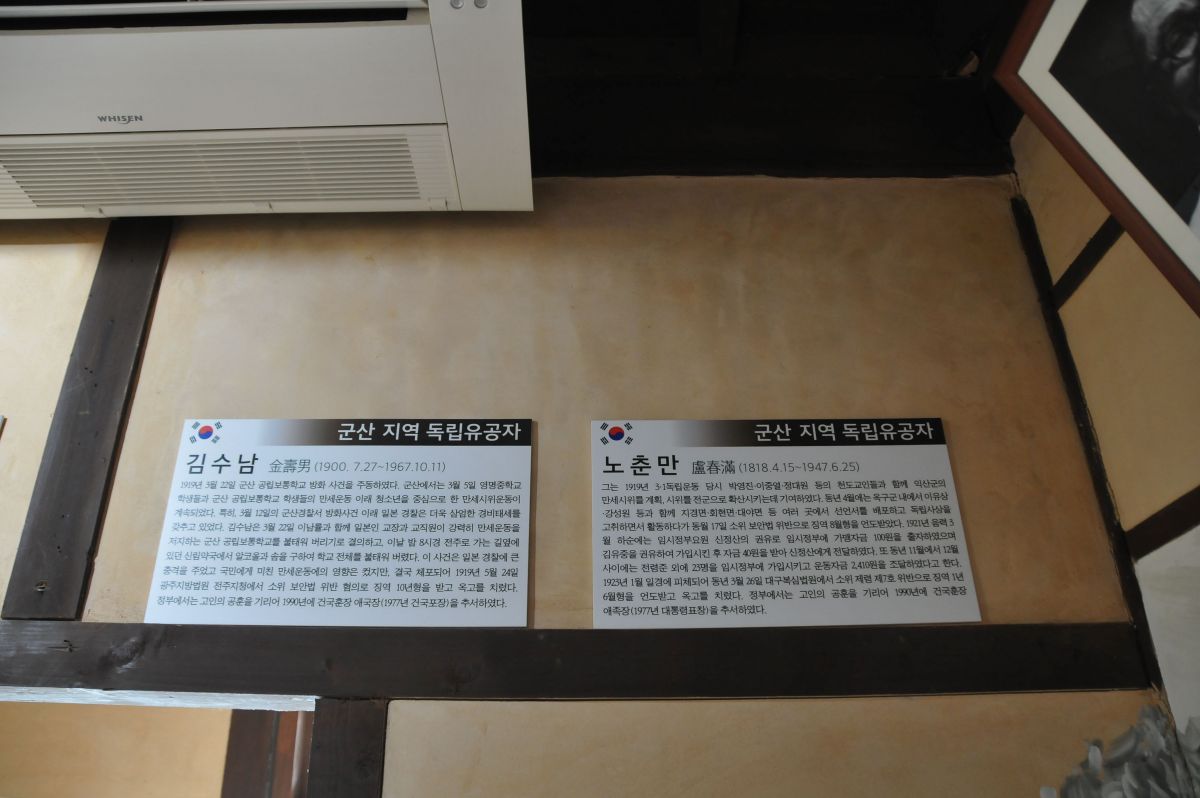 WHISEN
군산 지역 독립유공자
김수남 金壽男 (1900. 7.27~1967.10.11)
1919년 3월 22일 군산 공립보통학교 방화 사건을 주동하였다. 군산에서는 3월 5일 영명중학교
학생들과 군산 공립보통학교 학생들의 만세운동 이래 청소년을 중심으로 한 만세시위운동이
계속되었다. 특히, 3월 12일의 군산경찰서 방화사건 이래 일본 경찰은 더욱 삼엄한 경비태세를
갖추고 있었다. 김수남은 3월 22일 이남률과 함께 일본인 교장과 교직원이 강력히 만세운동을
저지하는 군산 공립보통학교를 불태워 버리기로 결의하고, 이날 밤 8시경 전주로 가는 길옆에
있던 신림약국에서 알코올과 솜을 구하여 학교 전체를 불태워 버렸다. 이 사건은 일본 경찰에 큰
충격을 주었고 국민에게 미친 만세운동에의 영향은 컸지만, 결국 체포되어 1919년 5월 24일
광주지방법원 전주지청에서 소위 보안법 위반 혐의로 징역 10년형을 받고 옥고를 치렀다.
정부에서는 고인의 공훈을 기리어 1990년에 건국훈장 애국장(1977년 건국포장)을 추서하였다.
군산 지역 독립유공자
노춘만 盧春滿 (1818.4.15~1947.6.25)
그는 1919년 3·1독립운동 당시 박영진·이중열·정대원 등의 천도교인들과 함께 익산군의
만세시위를 계획, 시위를 전군으로 확산시키는데 기여하였다. 동년 4월에는 옥구군 내에서 이유상
·강성원 등과 함께 지경면·회현면·대야면 등 여러 곳에서 선언서를 배포하고 독립사상을
고취하면서 활동하다가 동월 17일 소위 보안법 위반으로 징역 8월형을 언도받았다. 1921년 음력 3
월 하순에는 임시정부요원 신정산의 권유로 임시정부에 가맹자금 100원을 출자하였으며
김유중을 권유하여 가입시킨 후 자금 40원을 받아 신정산에게 전달하였다. 또 동년 11월에서 12월
사이에는 전령준 외에 23명을 임시정부에 가입시키고 운동자금 2,410원을 조달하였다고 한다.
1923년 1월 일경에 피체되어 동년 3월 26일 대구복심법원에서 소위 제령 제7호 위반으로 징역 1년
6월형을 언도받고 옥고를 치렀다. 정부에서는 고인의 공훈을 기리어 1990년에 건국훈장
애족장(1977년 대통령표창)을 추서하였다.